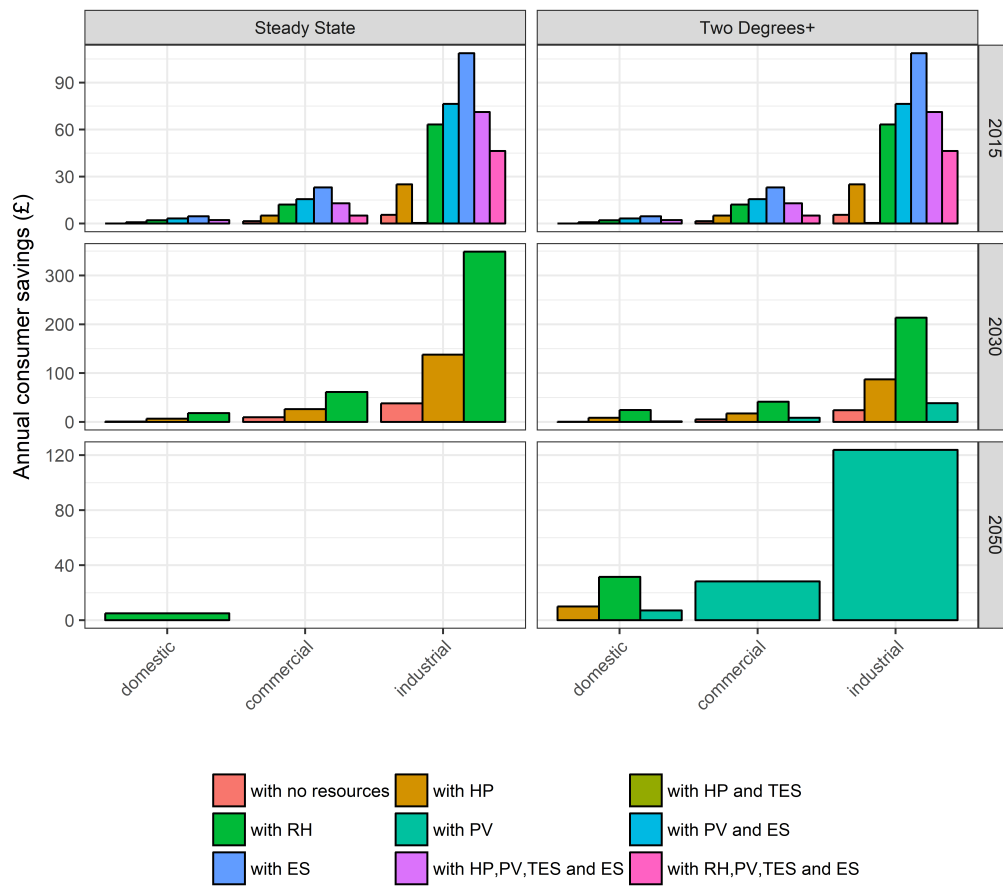 Steady State
Two Degrees+
Annual consumer savings (£)
90
60
30
0
2015
300
200
100
0
2030
120
80
40
0
2050
domestic
commercial
industrial
domestic
commercial
industrial
with no resources
with HP
with HP and TES
with RH
with PV
with PV and ES
with ES
with HP,PV,TES and ES
with RH,PV,TES and ES